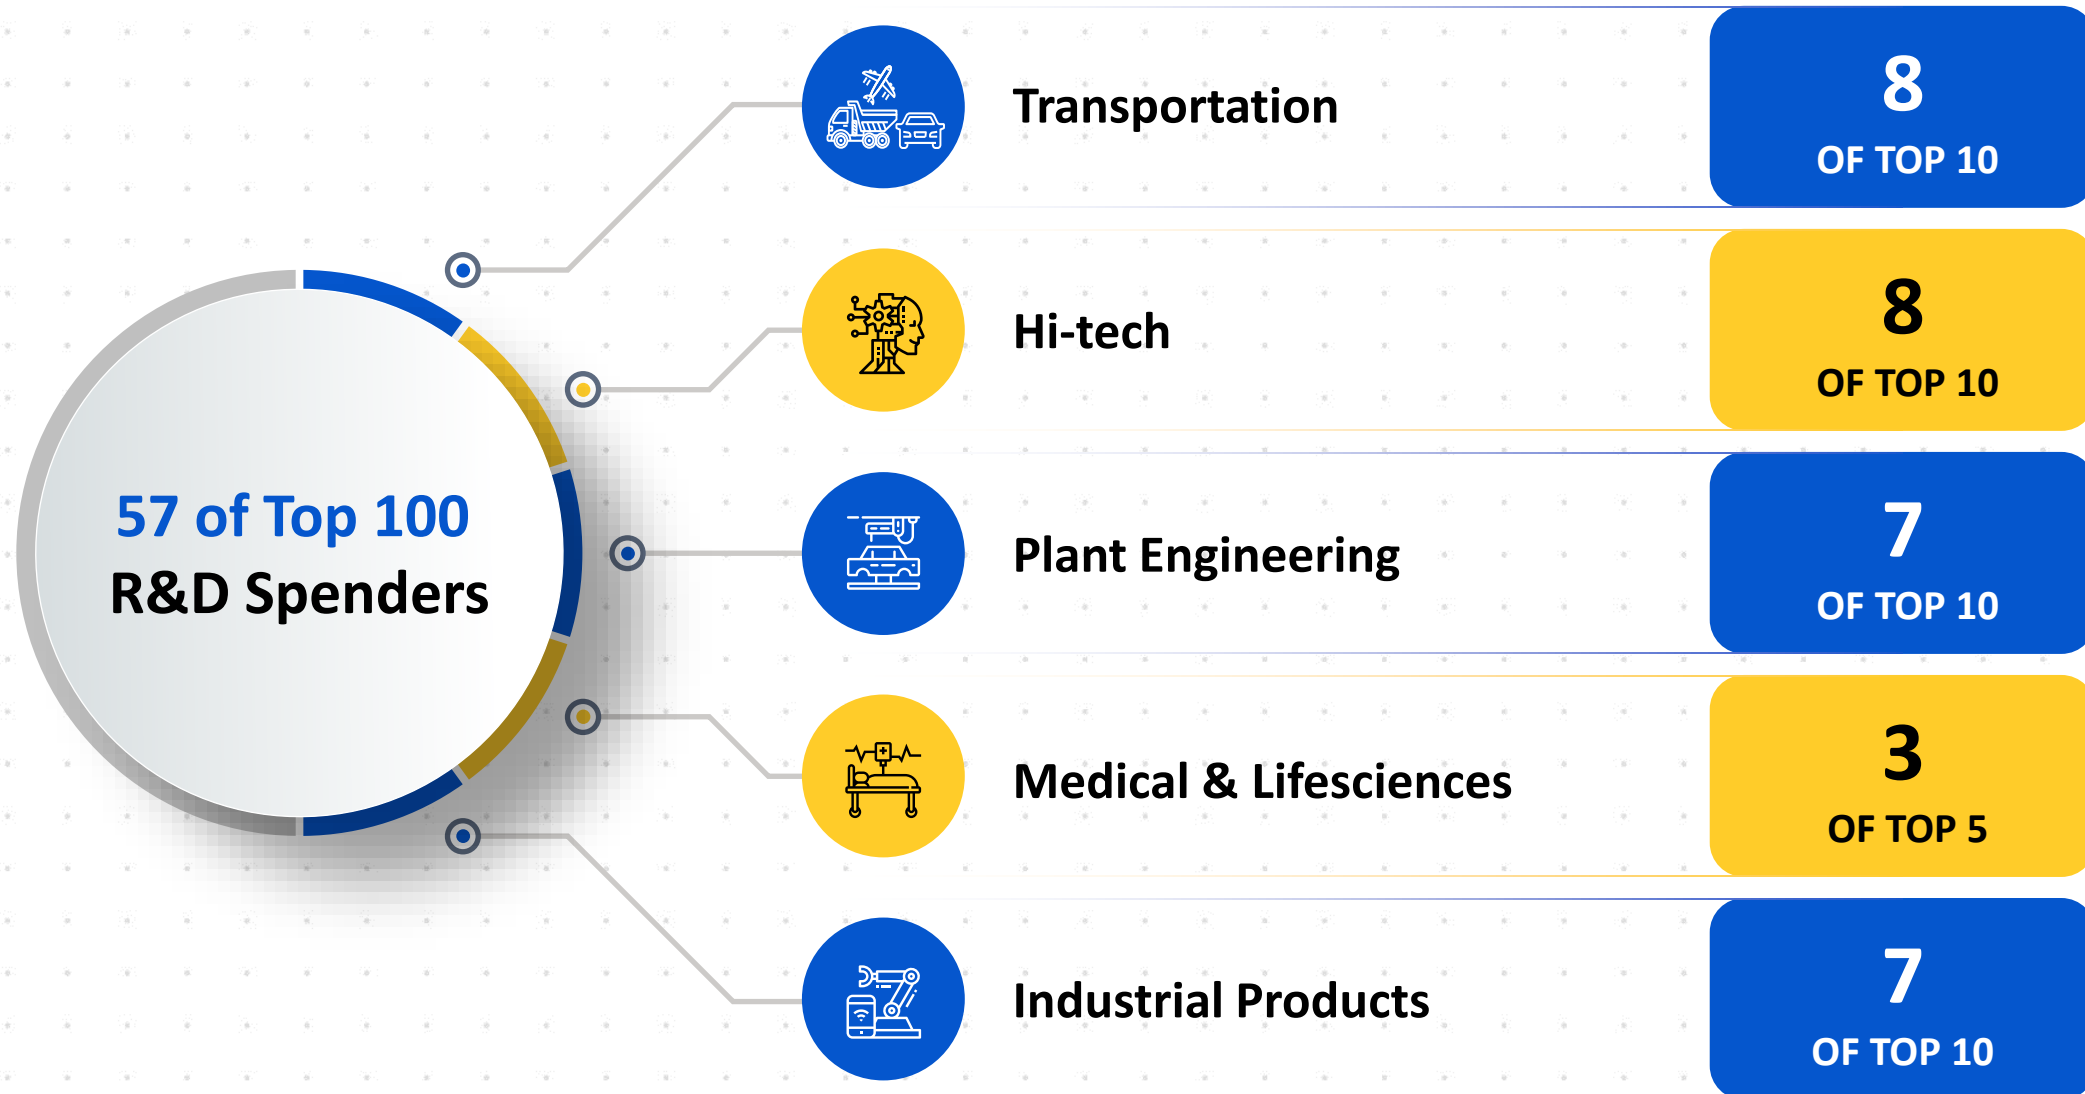 57 of Top 100
R&D Spenders
Transportation
8
OF TOP 10
Hi-tech
8
OF TOP 10
Plant Engineering
7
OF TOP 10
Medical & Lifesciences
3
OF TOP 5
Industrial Products
7
OF TOP 10